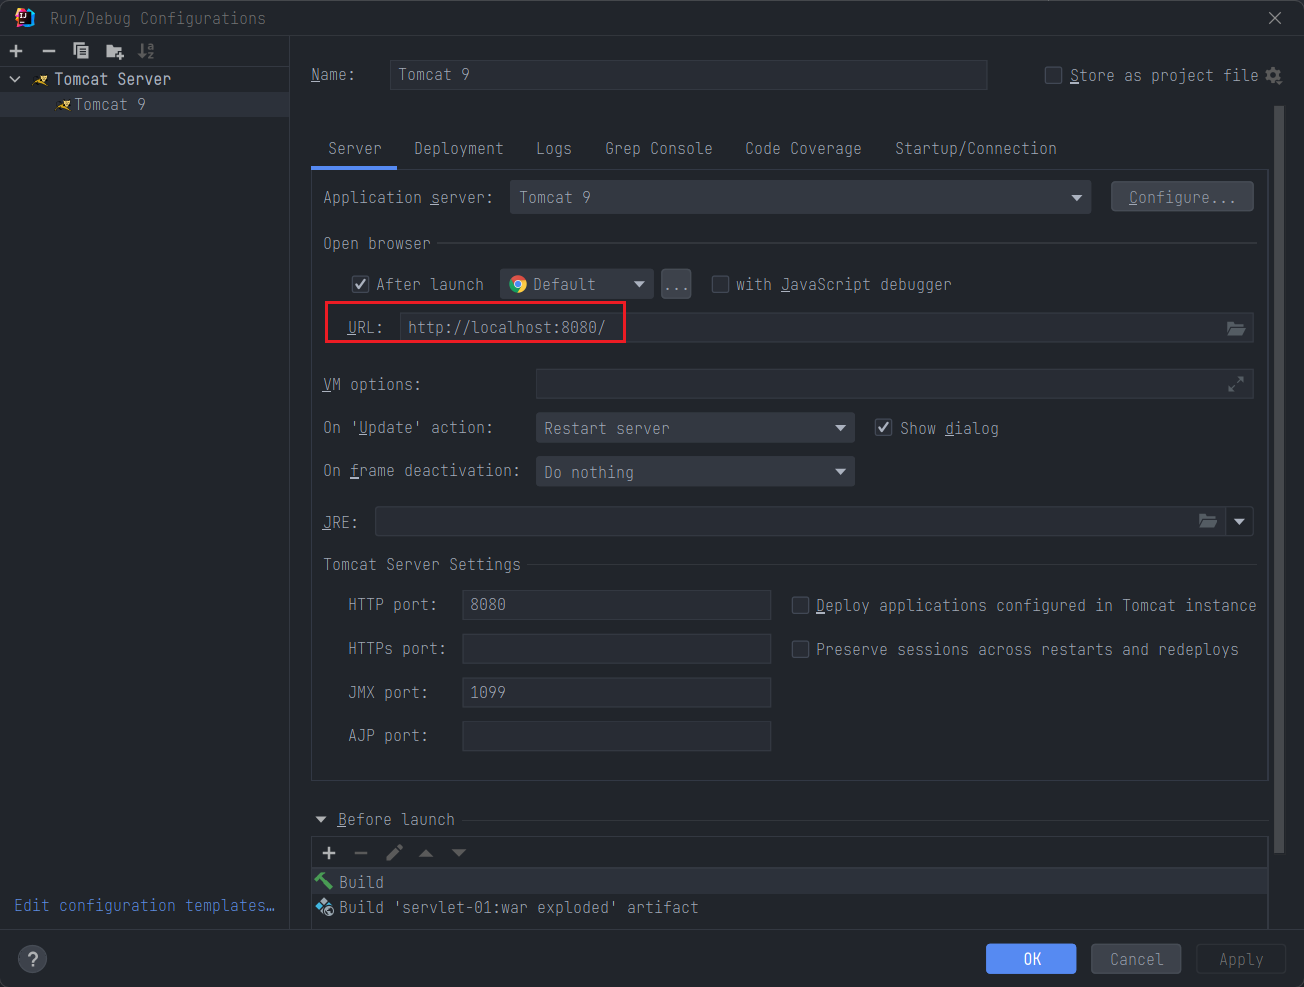 Run/Debug Configurations
Tomcat Server
Tomcat 9
Edit configuration templates…
Name: Tomcat 9 Store as project file
Server Deployment Logs Grep Console Code Coverage Startup/Connection
Application server: Tomcat 9 Configure...
Open browser
After launch Default ... with JavaScript debugger
URL: http://localhost:8080/
VM options:
On 'Update' action: Restart server Show dialog
On frame deactivation: Do nothing
JRE:
Tomcat Server Settings
HTTP port: 8080 Deploy applications configured in Tomcat instance
HTTPs port: Preserve sessions across restarts and redeploys
JMX port: 1099
AJP port:
Before launch
Build
Build 'servlet-01:war exploded' artifact
? OK Cancel Apply